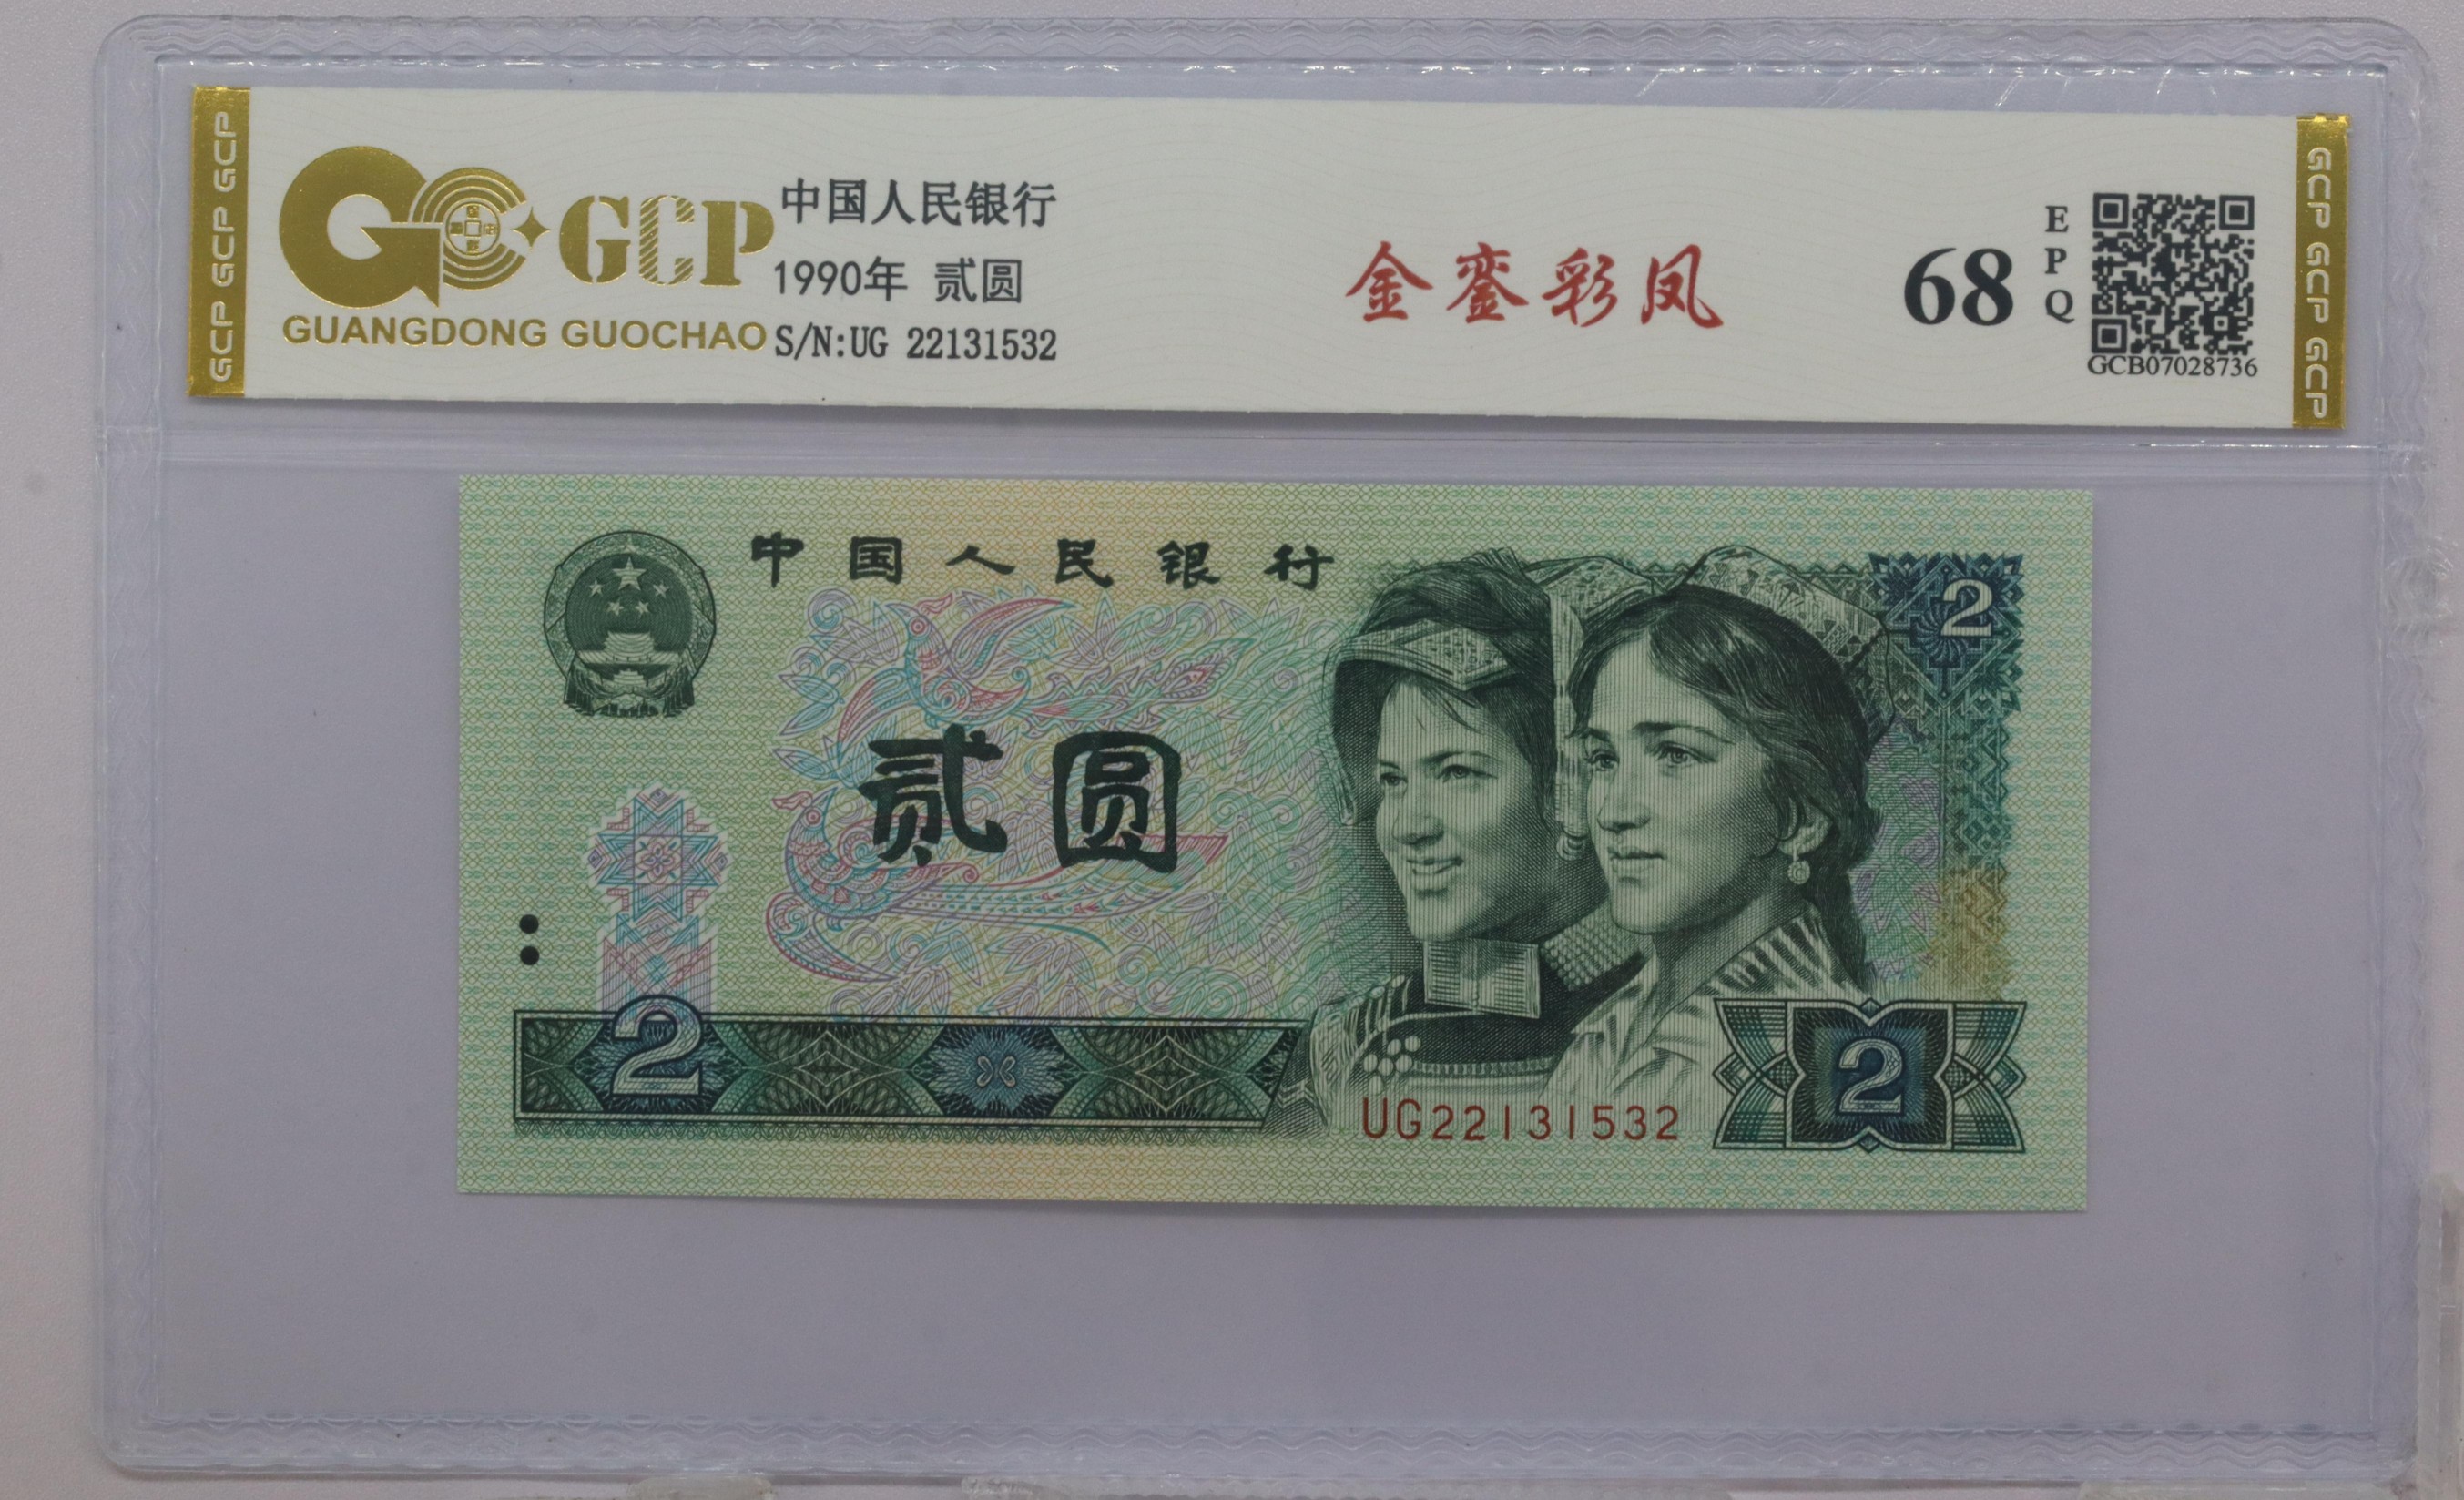 GCP GCP GCP
GCP
GUANGDONG GUOCHAO
中国人民银行
1990年 贰圆
S/N:UG 22131532
金銮彩凤
68
EPQ
GCB07028736
GCP GCP GCP
中国人民银行
2
贰圆
2
UG22131532
2